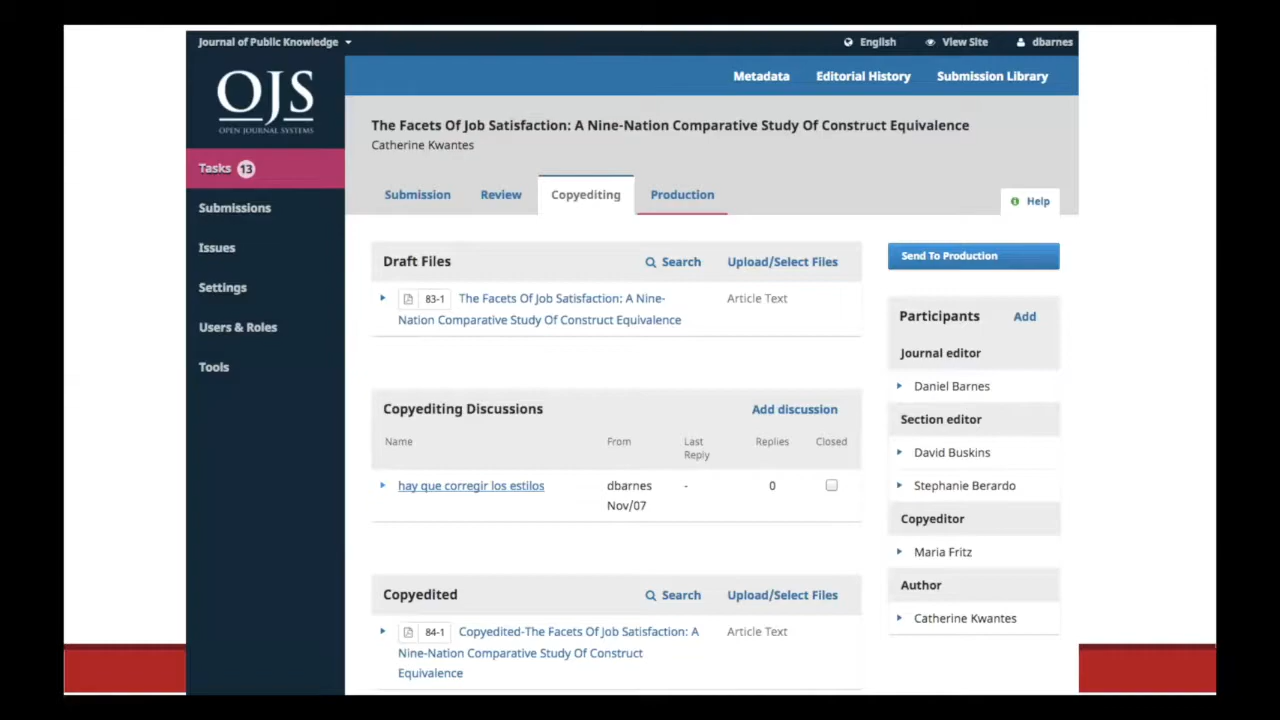 Journal of Public Knowledge
English
View Site
dbarnes
OJS
OPEN JOURNAL SYSTEMS
Metadata
Editorial History
Submission Library
The Facets Of Job Satisfaction: A Nine-Nation Comparative Study Of Construct Equivalence
Catherine Kwantes
Tasks 13
Submissions
Issues
Settings
Users & Roles
Tools
Submission
Review
Copyediting
Production
Help
Draft Files
Search
Upload/Select Files
83-1 The Facets Of Job Satisfaction: A Nine-
Nation Comparative Study Of Construct Equivalence
Article Text
Copyediting Discussions
Add discussion
Name
From
Last
Reply
Replies
Closed
hay que corregir los estilos
dbarnes
Nov/07
-
0
Copyedited
Search
Upload/Select Files
84-1 Copyedited-The Facets Of Job Satisfaction: A
Nine-Nation Comparative Study Of Construct
Equivalence
Article Text
Send To Production
Participants
Add
Journal editor
Daniel Barnes
Section editor
David Buskins
Stephanie Berardo
Copyeditor
Maria Fritz
Author
Catherine Kwantes